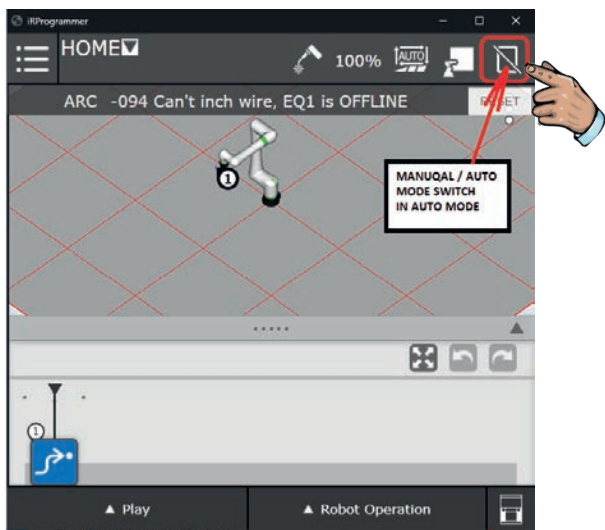 iRProgrammer
HOME
100%
AUTO
ARC -094 Can't inch wire, EQ1 is OFFLINE
RESET
1
MANUQAL / AUTO
MODE SWITCH
IN AUTO MODE
1
Play
Robot Operation